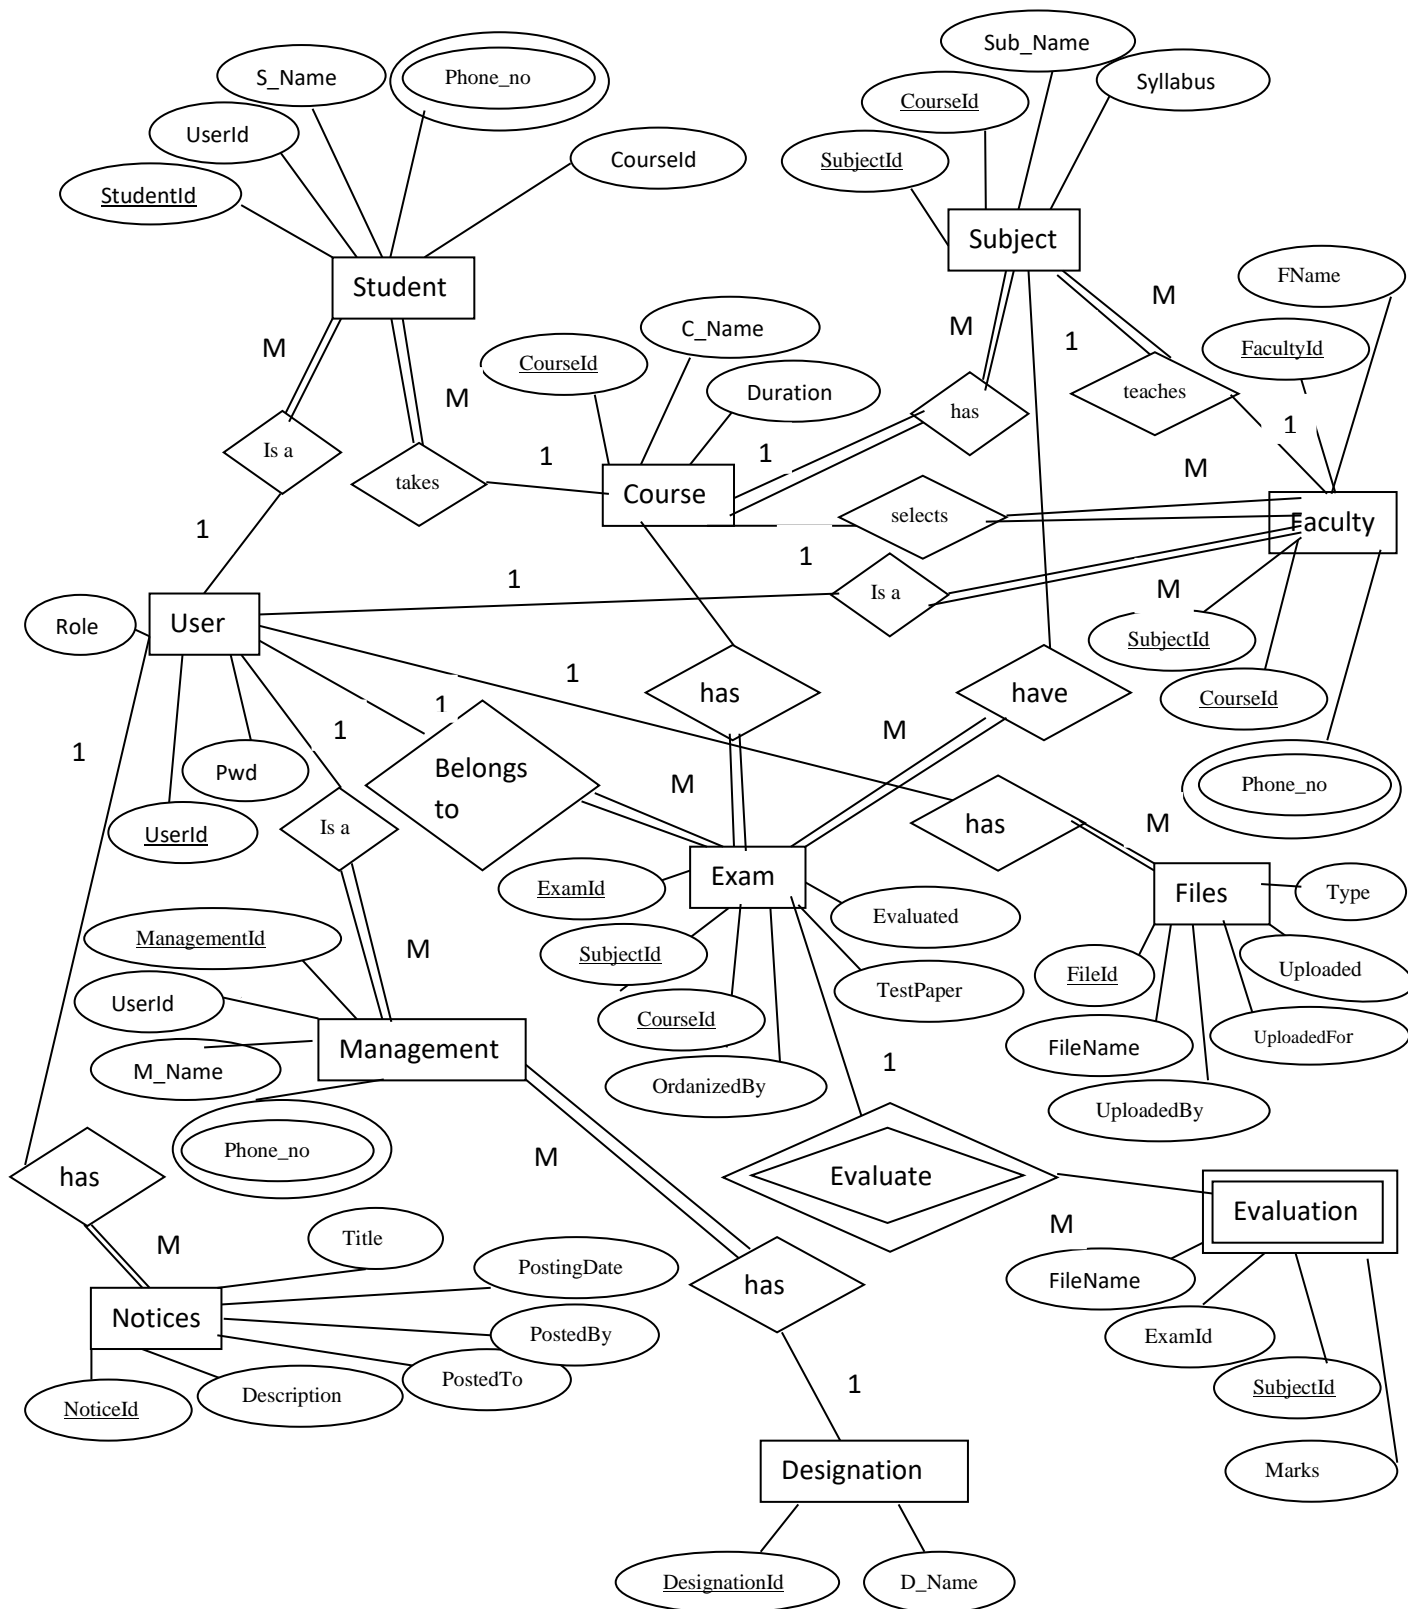 Sub_Name
S_Name
Phone_no
Syllabus
CourseId
UserId
CourseId
SubjectId
StudentId
Subject
FName
Student
M
C_Name
M
M
1
FacultyId
CourseId
Duration
teaches
M
has
1
Is a
1
1
takes
Course
M
selects
Faculty
1
1
1
Is a
M
Role
User
SubjectId
1
has
have
CourseId
1
1
1
M
Pwd
Belongs
to
M
Phone_no
UserId
Is a
has
M
Exam
ExamId
Type
Files
Evaluated
ManagementId
M
SubjectId
FileId
Uploaded
TestPaper
UserId
CourseId
UploadedFor
Management
FileName
M_Name
1
OrdanizedBy
UploadedBy
Phone_no
M
has
Evaluate
Evaluation
M
Title
M
PostingDate
FileName
has
Notices
PostedBy
ExamId
PostedTo
1
Description
SubjectId
NoticeId
Designation
Marks
DesignationId
D_Name